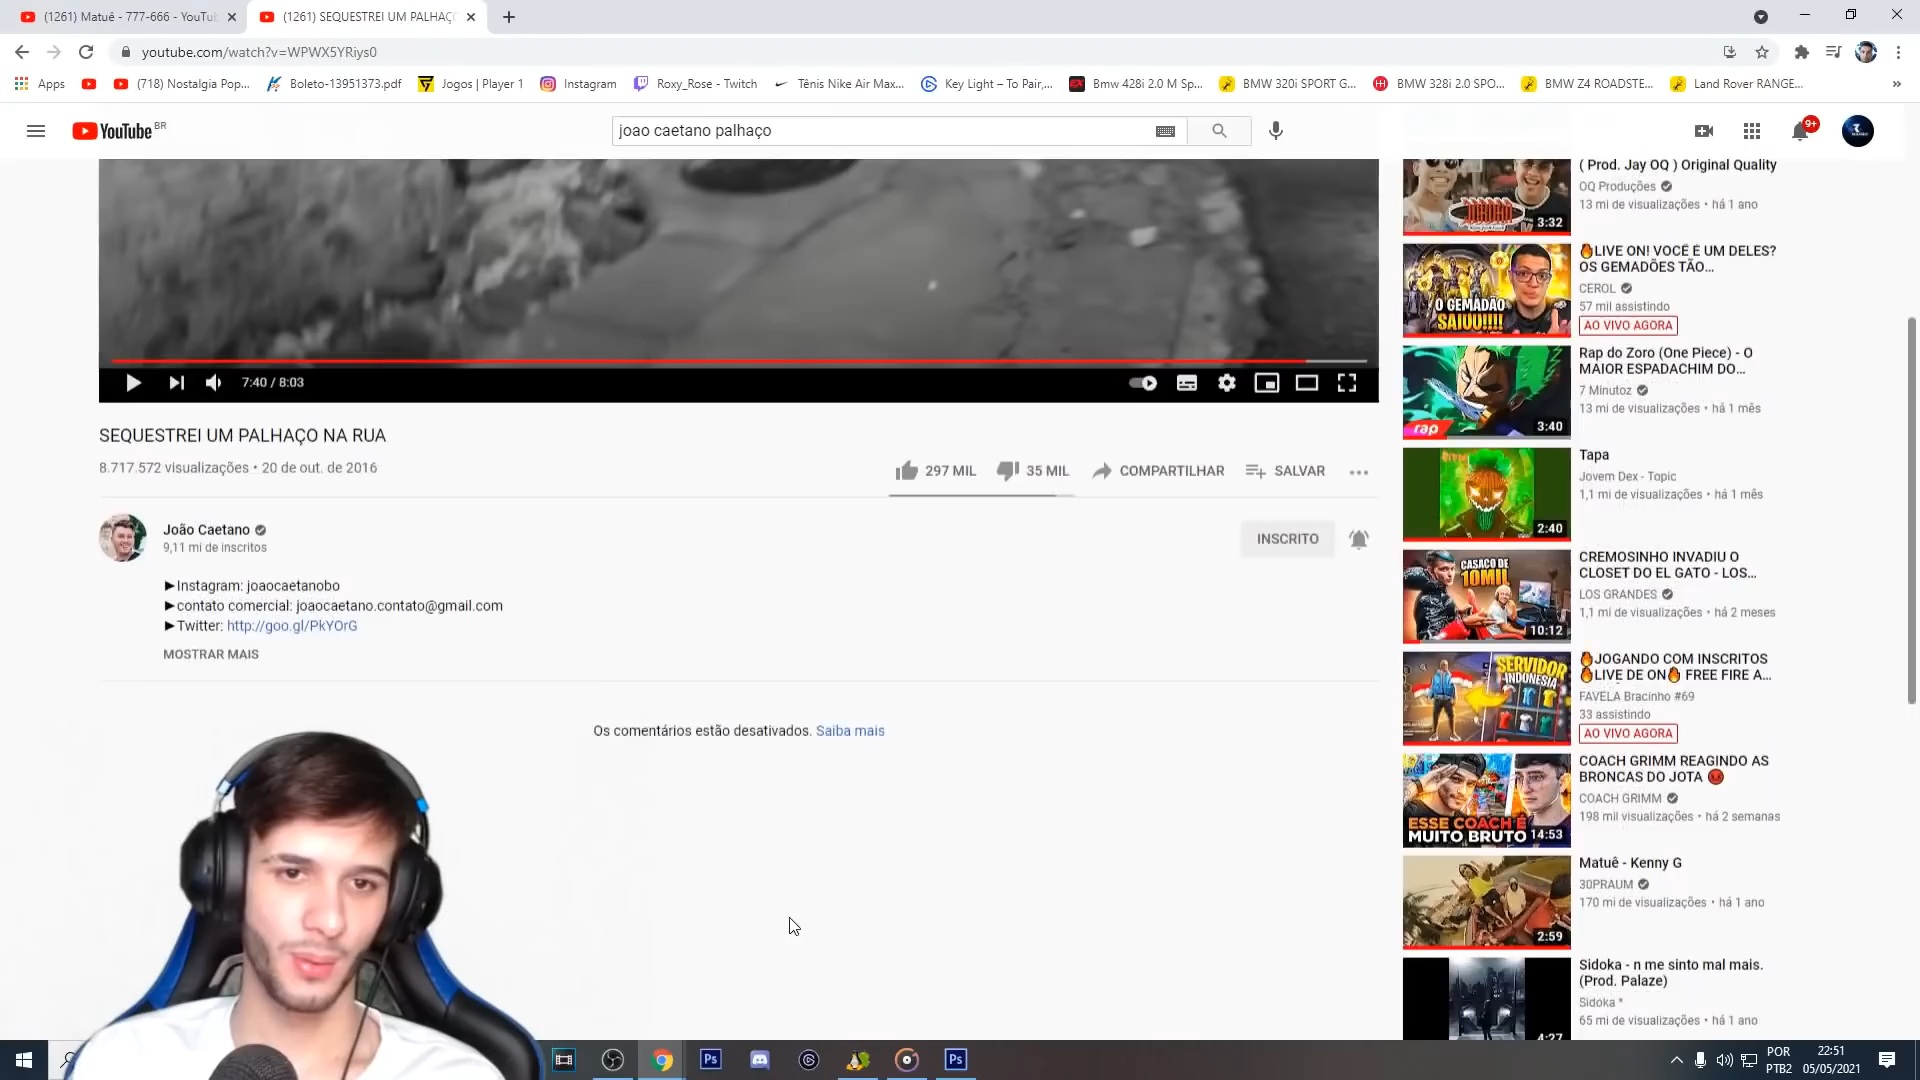 (1261) Matuê - 777-666 - YouTu
(1261) SEQUESTREI UM PALHAÇO
youtube.com/watch?v=WPWX5YRiys0
Apps
(718) Nostalgia Pop...
Boleto-13951373.pdf
Jogos | Player 1
Instagram
Roxy_Rose - Twitch
Tênis Nike Air Max...
Key Light – To Pair,...
Bmw 428i 2.0 M Sp...
BMW 320i SPORT G...
BMW 328i 2.0 SPO...
BMW Z4 ROADSTE...
Land Rover RANGE...
YouTube BR
joao caetano palhaço
9+
7:40 / 8:03
SEQUESTREI UM PALHAÇO NA RUA
8.717.572 visualizações • 20 de out. de 2016
297 MIL
35 MIL
COMPARTILHAR
SALVAR
João Caetano
9,11 mi de inscritos
INSCRITO
►Instagram: joaocaetanobo
►contato comercial: joaocaetano.contato@gmail.com
►Twitter: http://goo.gl/PkYOrG
MOSTRAR MAIS
Os comentários estão desativados. Saiba mais
( Prod. Jay OQ ) Original Quality
OQ Produções
13 mi de visualizações • há 1 ano
3:32
🔥LIVE ON! VOCÊ É UM DELES?
OS GEMADÕES TÃO...
CEROL
57 mil assistindo
AO VIVO AGORA
O GEMADÃO
SAIUU!!!!
Rap do Zoro (One Piece) - O
MAIOR ESPADACHIM DO...
7 Minutoz
13 mi de visualizações • há 1 mês
rap
3:40
Tapa
Jovem Dex - Topic
1,1 mi de visualizações • há 1 mês
2:40
CREMOSINHO INVADIU O
CLOSET DO EL GATO - LOS...
LOS GRANDES
1,1 mi de visualizações • há 2 meses
CASACO DE
10MIL
10:12
🔥JOGANDO COM INSCRITOS
🔥LIVE DE ON🔥 FREE FIRE A...
FAVELA Bracinho #69
33 assistindo
AO VIVO AGORA
SERVIDOR
INDONESIA
COACH GRIMM REAGINDO AS
BRONCAS DO JOTA 😡
COACH GRIMM
198 mil visualizações • há 2 semanas
ESSE COACH É
MUITO BRUTO
14:53
Matuê - Kenny G
30PRAUM
170 mi de visualizações • há 1 ano
2:59
Sidoka - n me sinto mal mais.
(Prod. Palaze)
Sidoka *
65 mi de visualizações • há 1 ano
4:27
Ps
Ps
POR
PTB2
22:51
05/05/2021